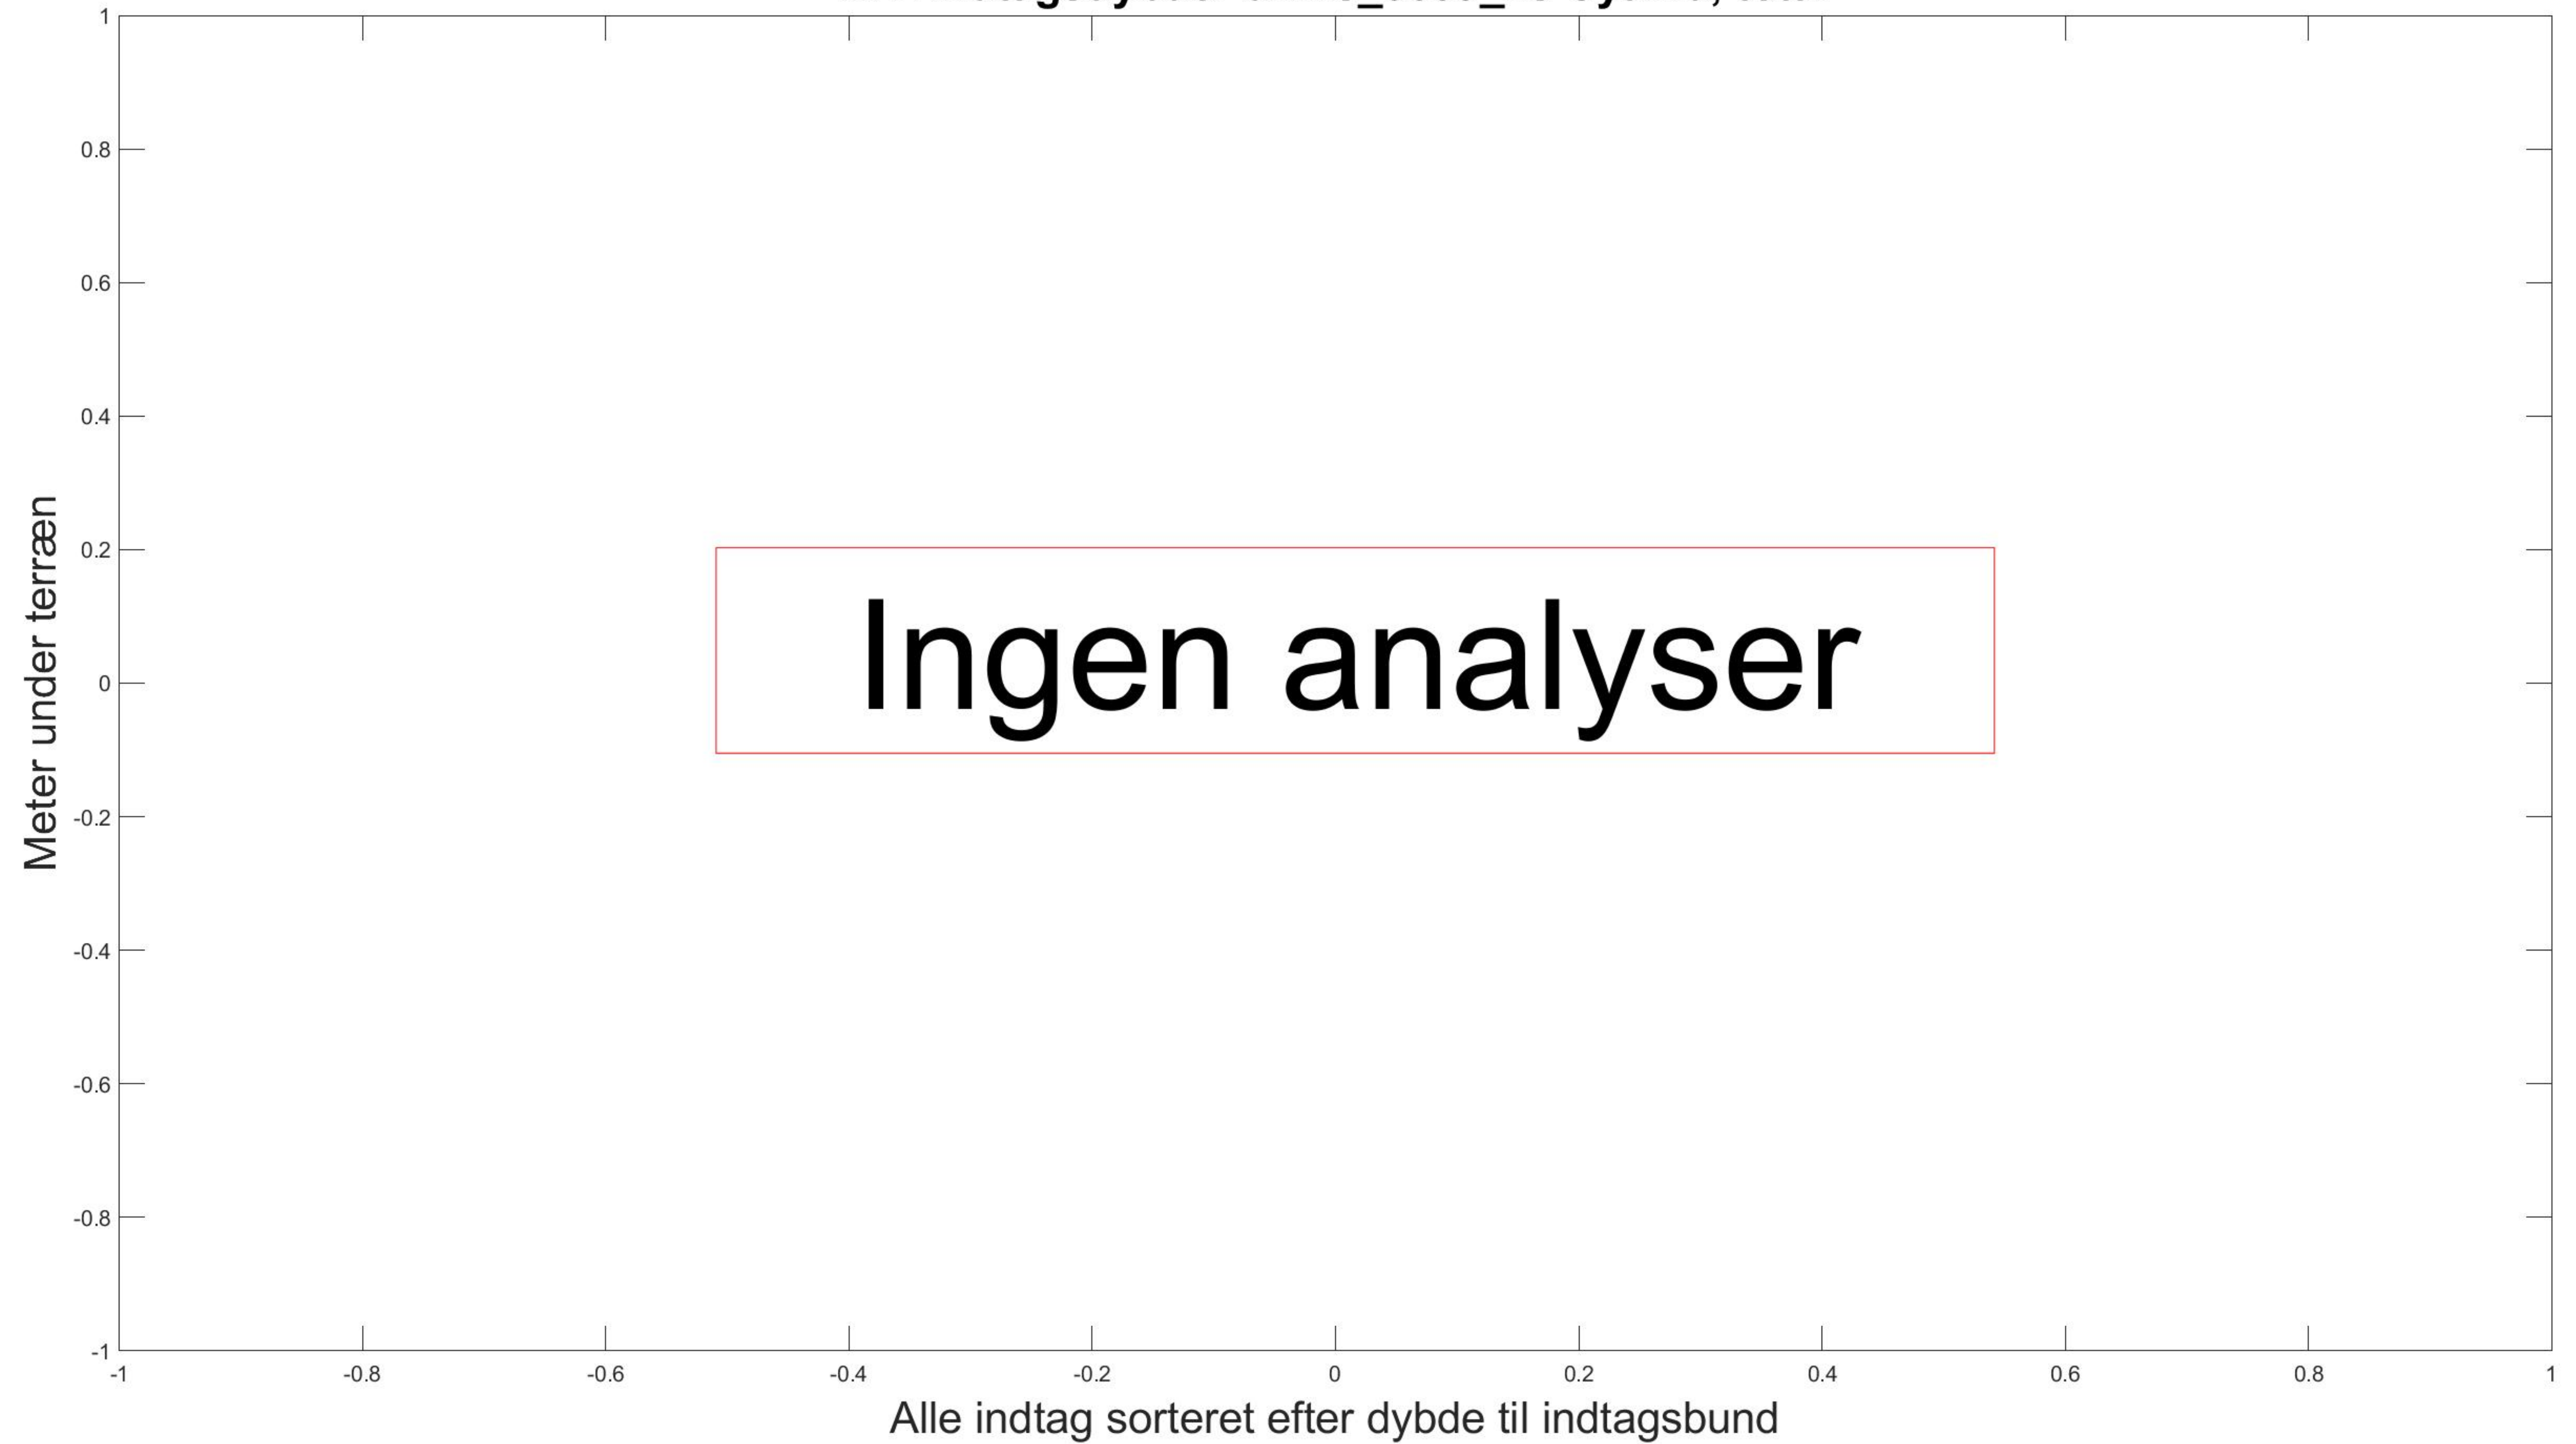 1
0.8
0.6
0.4
0.2
0
-0.2
-0.4
-0.6
-0.8
-1
Meter under terræn
Ingen analyser
-1 -0.8 -0.6 -0.4 -0.2 0 0.2 0.4 0.6 0.8 1
Alle indtag sorteret efter dybde til indtagsbund